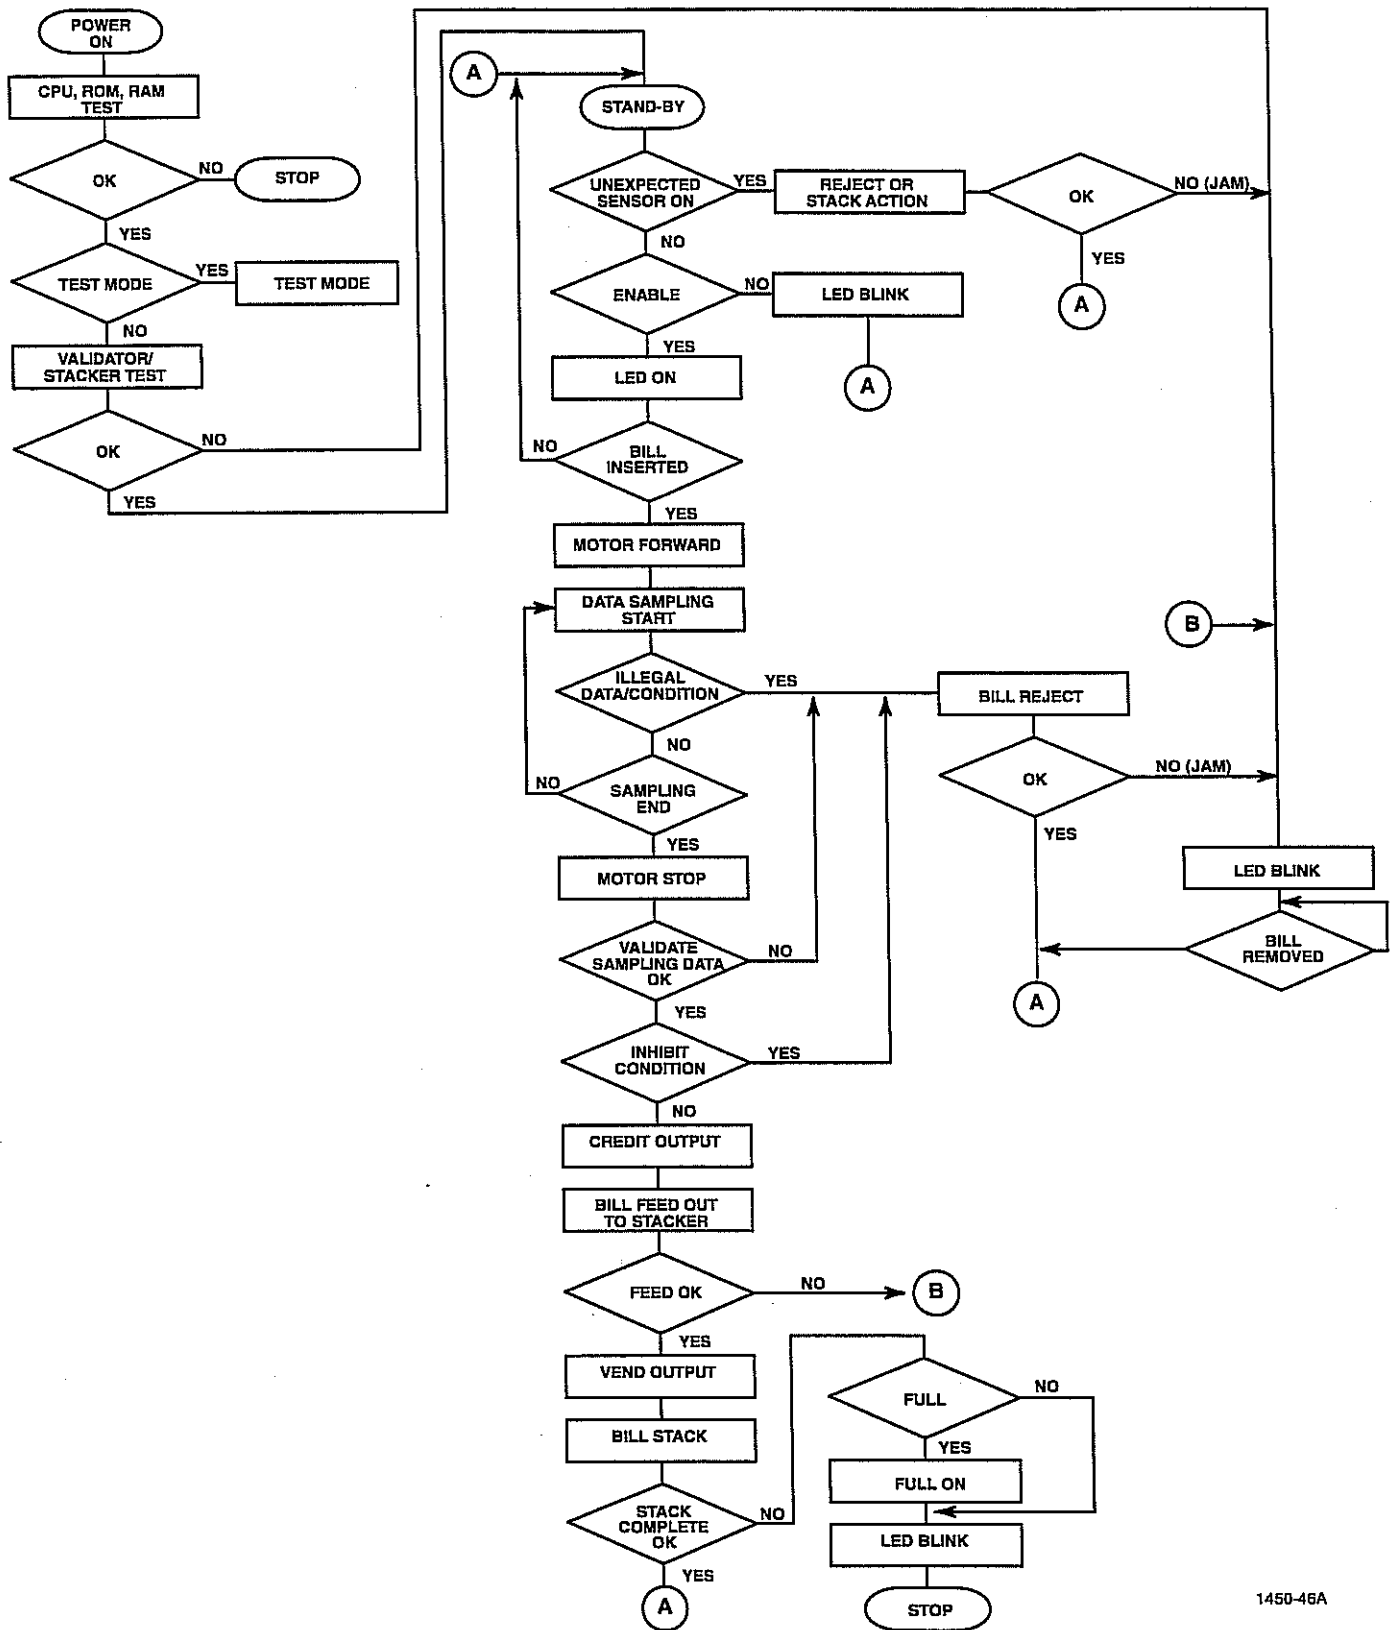 POWER
ON
CPU, ROM, RAM
TEST
OK
NO
STOP
YES
TEST MODE
YES
TEST MODE
NO
VALIDATOR/
STACKER TEST
OK
NO
YES
A
STAND-BY
UNEXPECTED
SENSOR ON
YES
REJECT OR
STACK ACTION
OK
NO (JAM)
YES
A
NO
ENABLE
NO
LED BLINK
A
YES
LED ON
BILL
INSERTED
NO
YES
MOTOR FORWARD
DATA SAMPLING
START
B
ILLEGAL
DATA/CONDITION
YES
BILL REJECT
NO
OK
NO (JAM)
YES
SAMPLING
END
NO
YES
MOTOR STOP
LED BLINK
BILL
REMOVED
A
VALIDATE
SAMPLING DATA
OK
NO
YES
INHIBIT
CONDITION
YES
NO
CREDIT OUTPUT
BILL FEED OUT
TO STACKER
FEED OK
NO
B
YES
VEND OUTPUT
BILL STACK
STACK
COMPLETE
OK
NO
YES
A
FULL
NO
YES
FULL ON
LED BLINK
STOP
1450-46A